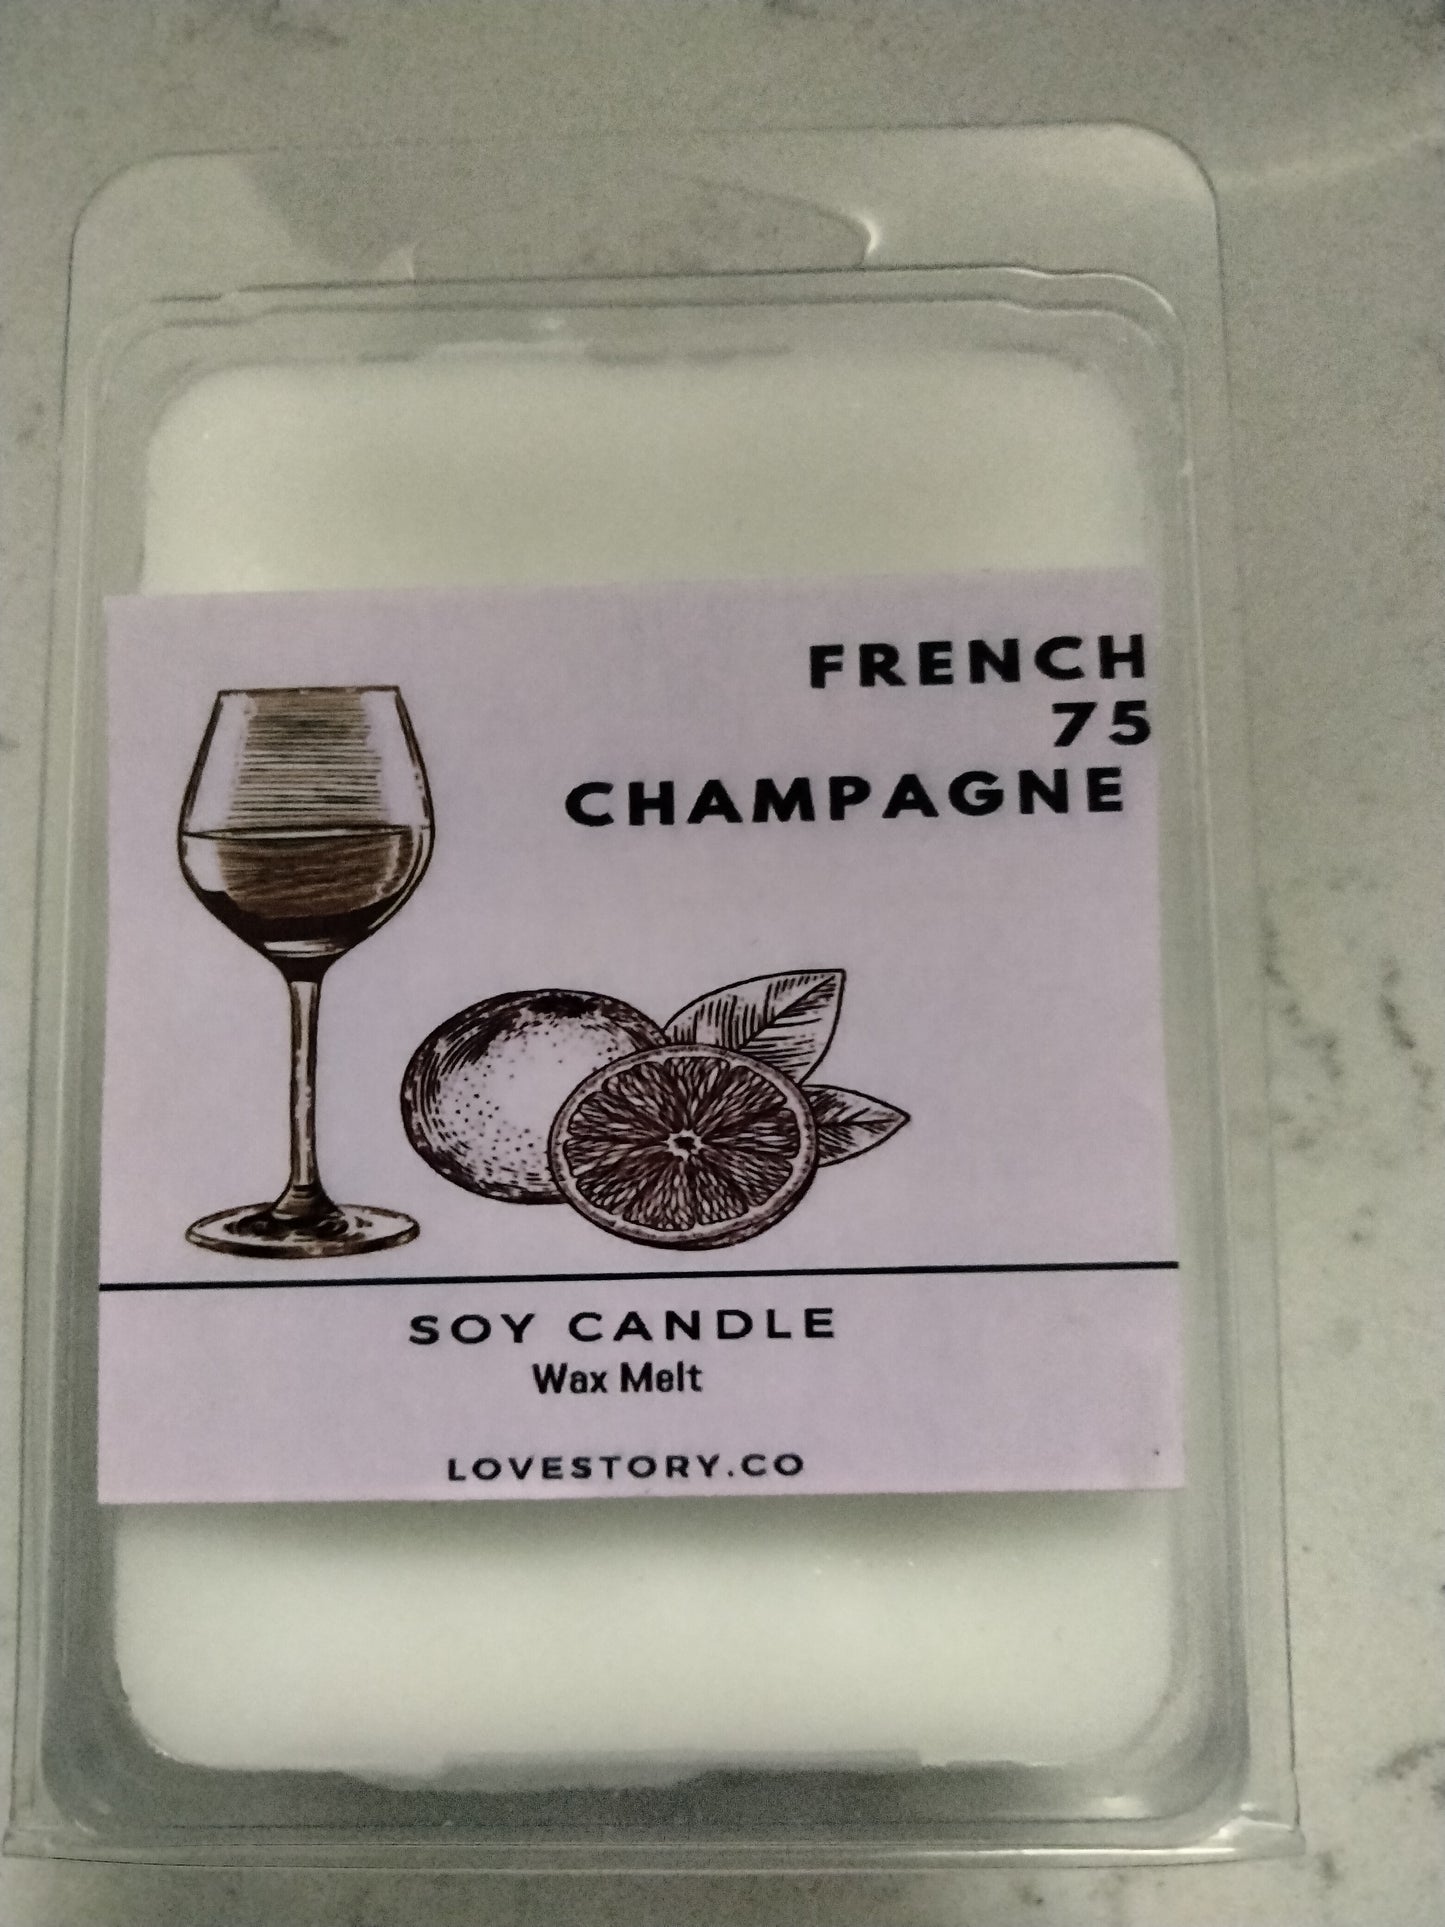 FRENCH
75
CHAMPAGNE
SOY CANDLE
Wax Melt
LOVESTORY.CO